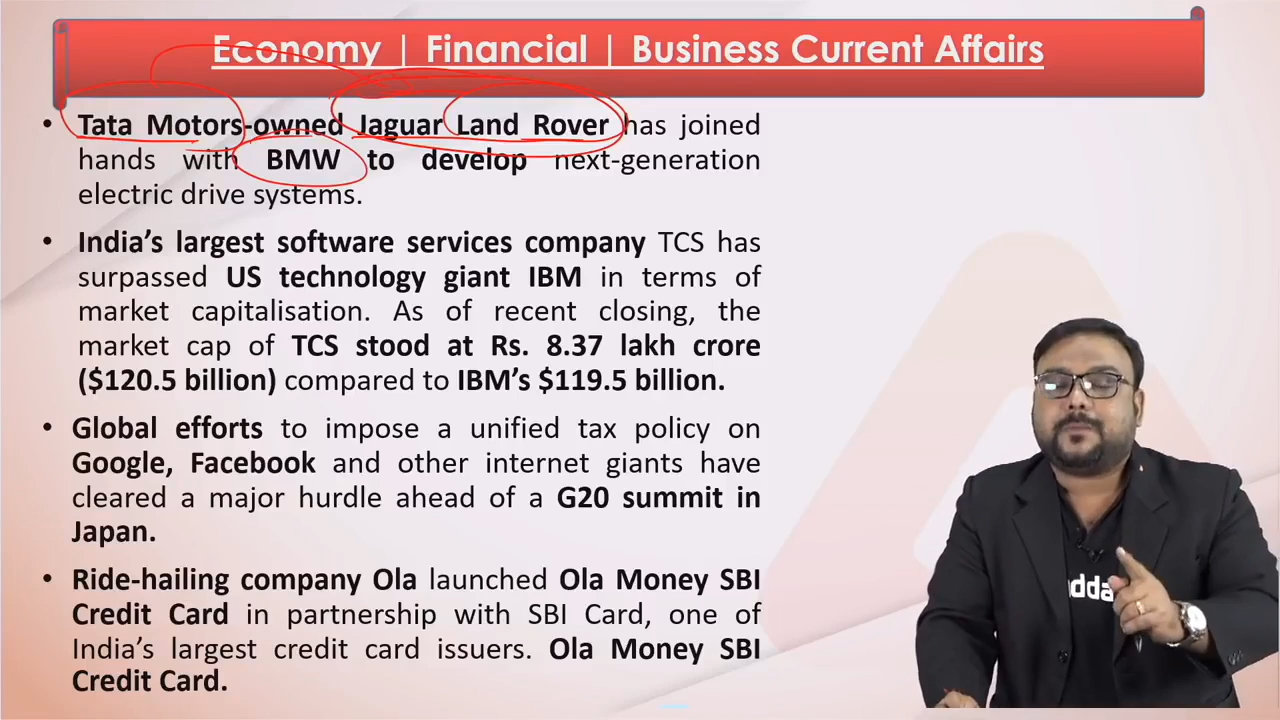 Economy | Financial | Business Current Affairs
• Tata Motors-owned Jaguar Land Rover has joined
hands with BMW to develop next-generation
electric drive systems.
• India's largest software services company TCS has
surpassed US technology giant IBM in terms of
market capitalisation. As of recent closing, the
market cap of TCS stood at Rs. 8.37 lakh crore
($120.5 billion) compared to IBM's $119.5 billion.
• Global efforts to impose a unified tax policy on
Google, Facebook and other internet giants have
cleared a major hurdle ahead of a G20 summit in
Japan.
• Ride-hailing company Ola launched Ola Money SBI
Credit Card in partnership with SBI Card, one of
India's largest credit card issuers. Ola Money SBI
Credit Card.
adda